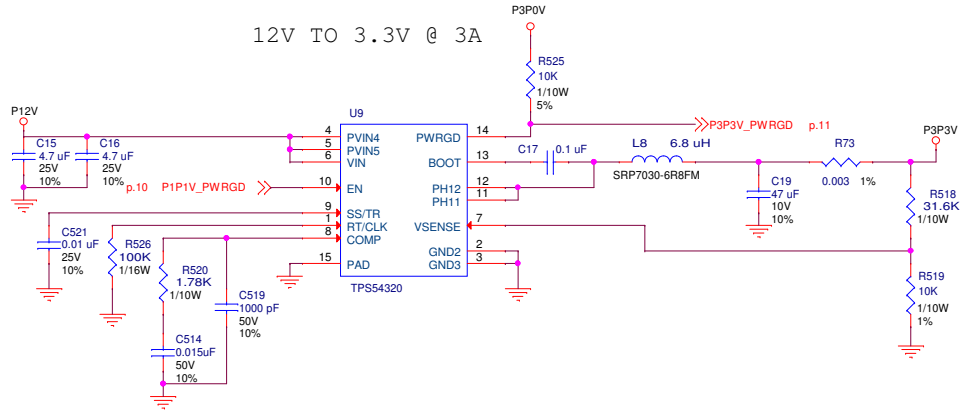 12V TO 3.3V @ 3A
P3P0V
R525
10K
1/10W
5%
P12V
C15
4.7 uF
25V
10%
C16
4.7 uF
25V
10%
p.10 P1P1V_PWRGD
U9
4 PVIN4
5 PVIN5
6 VIN
10 EN
9 SS/TR
1 RT/CLK
8 COMP
15 PAD
PWRGD 14
BOOT 13
PH12 12
PH11 11
VSENSE 7
GND2 2
GND3 3
TPS54320
P3P3V_PWRGD p.11
C17 0.1 uF
L8 6.8 uH
SRP7030-6R8FM
R73
0.003 1%
P3P3V
C19
47 uF
10V
10%
R518
31.6K
1/10W
R519
10K
1/10W
1%
C521
0.01 uF
25V
10%
R526
100K
1/16W
R520
1.78K
1/10W
C519
1000 pF
50V
10%
C514
0.015uF
50V
10%